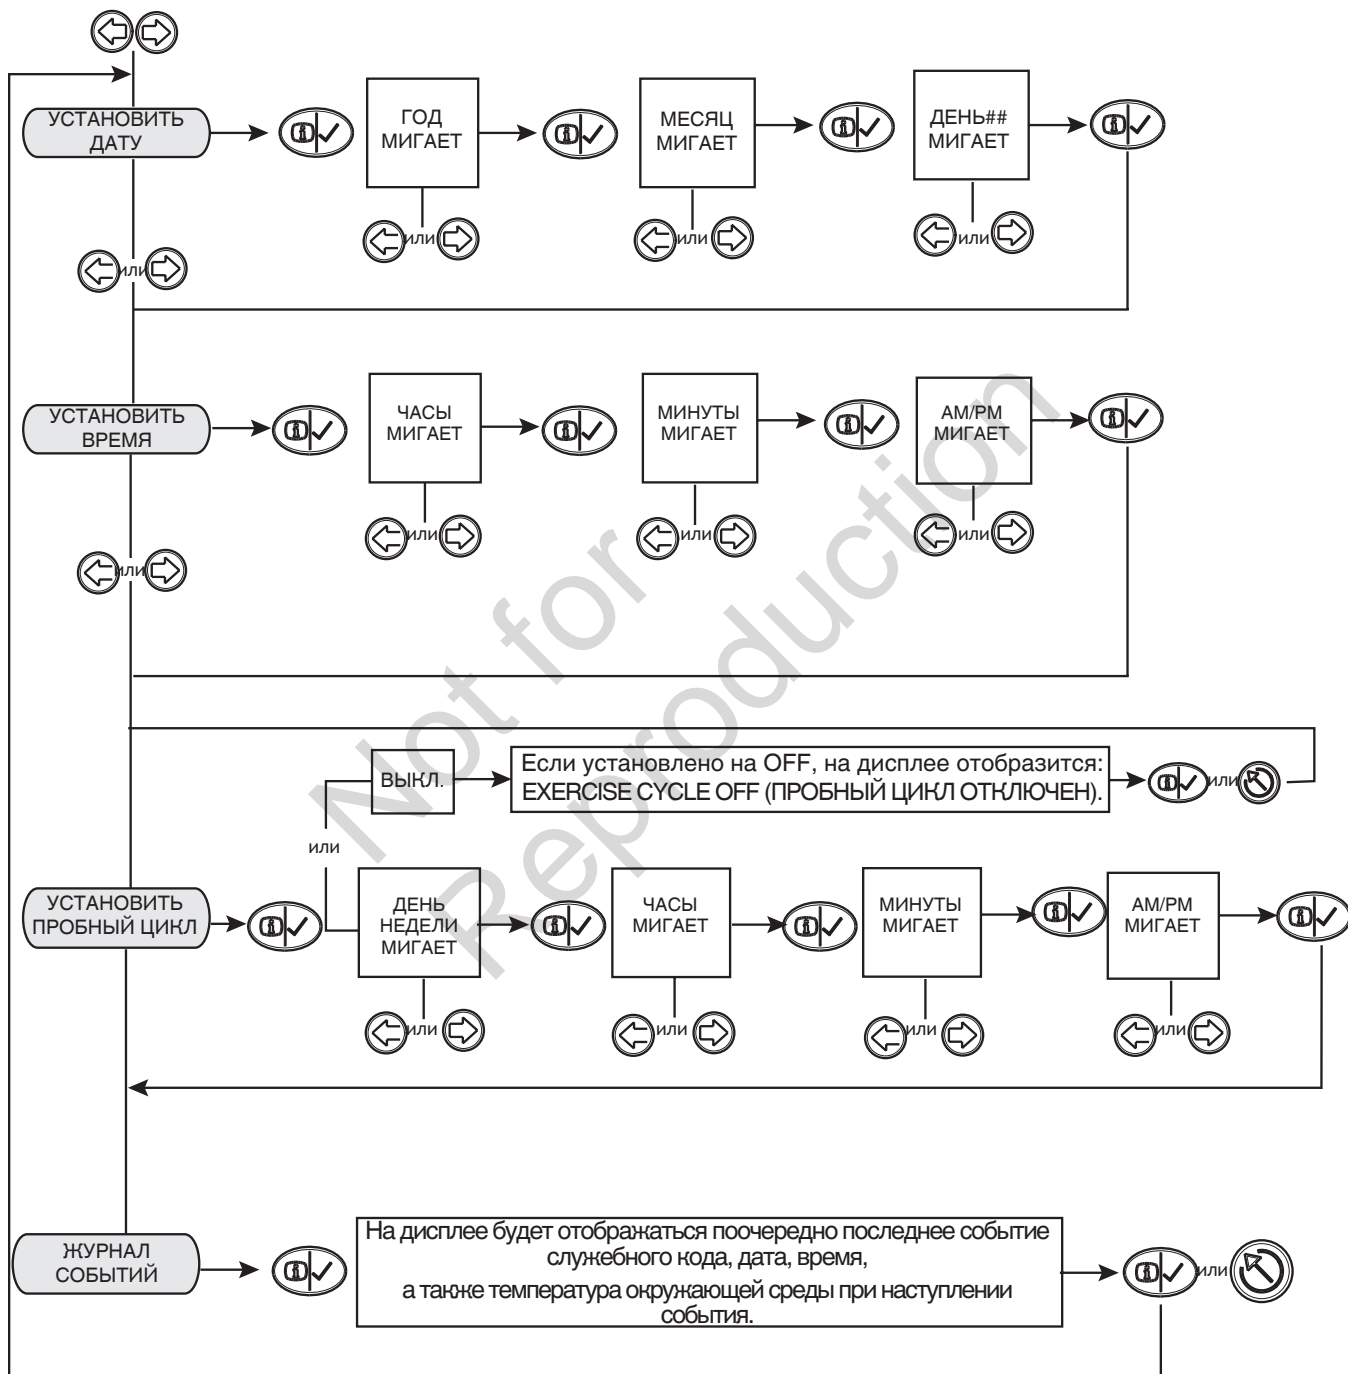 УСТАНОВИТЬ
ДАТУ
ГОД
МИГАЕТ
МЕСЯЦ
МИГАЕТ
ДЕНЬ##
МИГАЕТ
или
или
или
или
УСТАНОВИТЬ
ВРЕМЯ
ЧАСЫ
МИГАЕТ
МИНУТЫ
МИГАЕТ
AM/PM
МИГАЕТ
или
или
или
или
Not for
Reproduction
ВЫКЛ.
Если установлено на OFF, на дисплее отобразится:
EXERCISE CYCLE OFF (ПРОБНЫЙ ЦИКЛ ОТКЛЮЧЕН).
или
или
УСТАНОВИТЬ
ПРОБНЫЙ ЦИКЛ
ДЕНЬ
НЕДЕЛИ
МИГАЕТ
ЧАСЫ
МИГАЕТ
МИНУТЫ
МИГАЕТ
AM/PM
МИГАЕТ
или
или
или
или
ЖУРНАЛ
СОБЫТИЙ
На дисплее будет отображаться поочередно последнее событие
служебного кода, дата, время,
а также температура окружающей среды при наступлении
события.
или